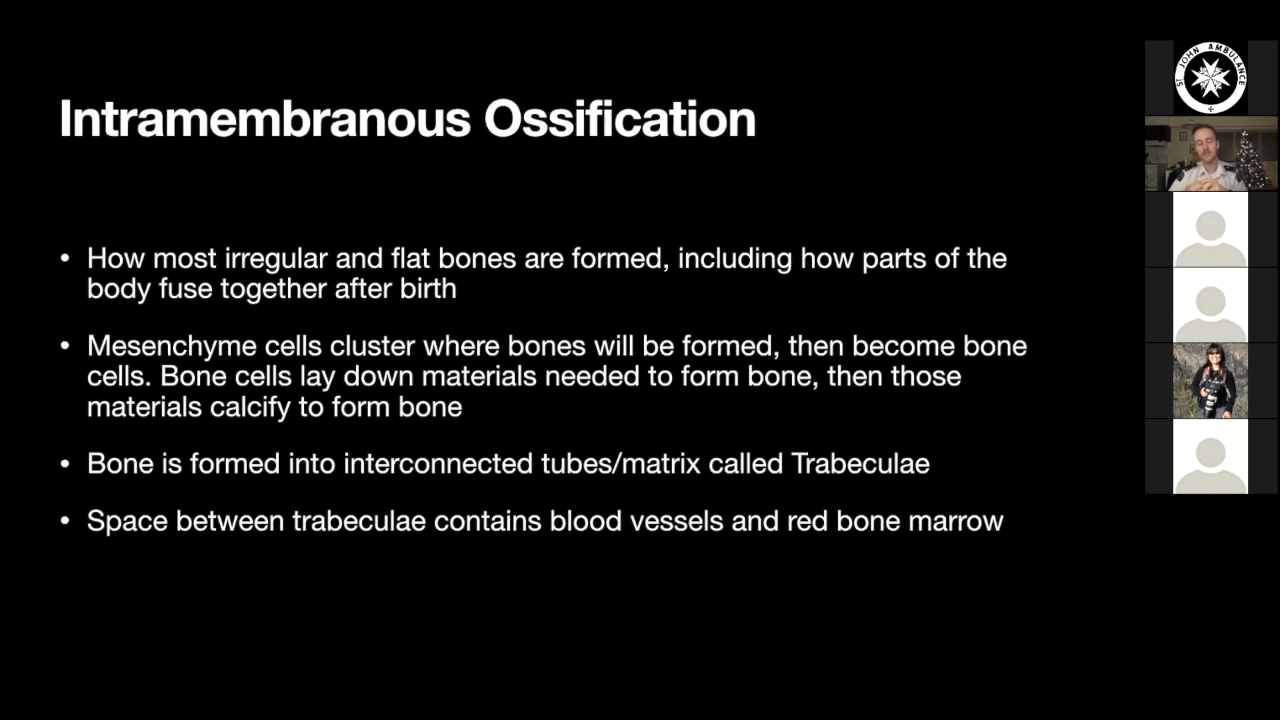 Intramembranous Ossification
• How most irregular and flat bones are formed, including how parts of the
body fuse together after birth
• Mesenchyme cells cluster where bones will be formed, then become bone
cells. Bone cells lay down materials needed to form bone, then those
materials calcify to form bone
• Bone is formed into interconnected tubes/matrix called Trabeculae
• Space between trabeculae contains blood vessels and red bone marrow
ST JOHN AMBULANCE